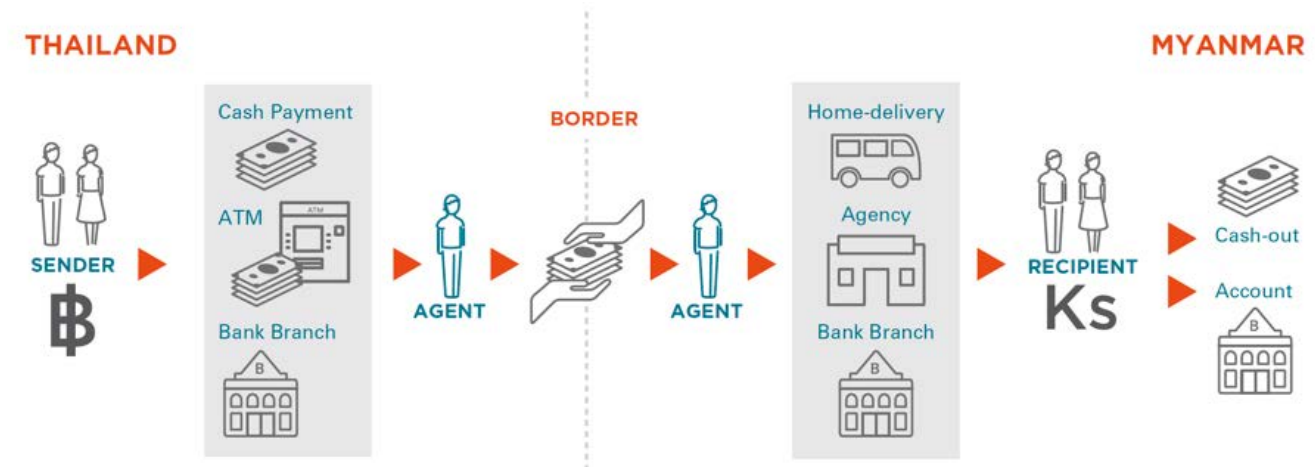 THAILAND
MYANMAR
BORDER
SENDER
฿
Cash Payment
ATM
ATM
Bank Branch
B
AGENT
AGENT
Home-delivery
Agency
Bank Branch
B
RECIPIENT
Ks
Cash-out
Account
B